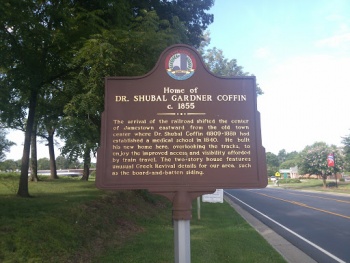 Home of
DR. SHUBAL GARDNER COFFIN
c. 1855
The arrival of the railroad shifted the center
of Jamestown eastward from the old town
center where Dr. Shubal Coffin (1809-1881) had
established a medical school in 1840. He built
his new home here, overlooking the tracks, to
enjoy the improved access and visibility afforded
by train travel. The two-story house features
unusual Greek Revival details for our area, such
as the board-and-batten siding.